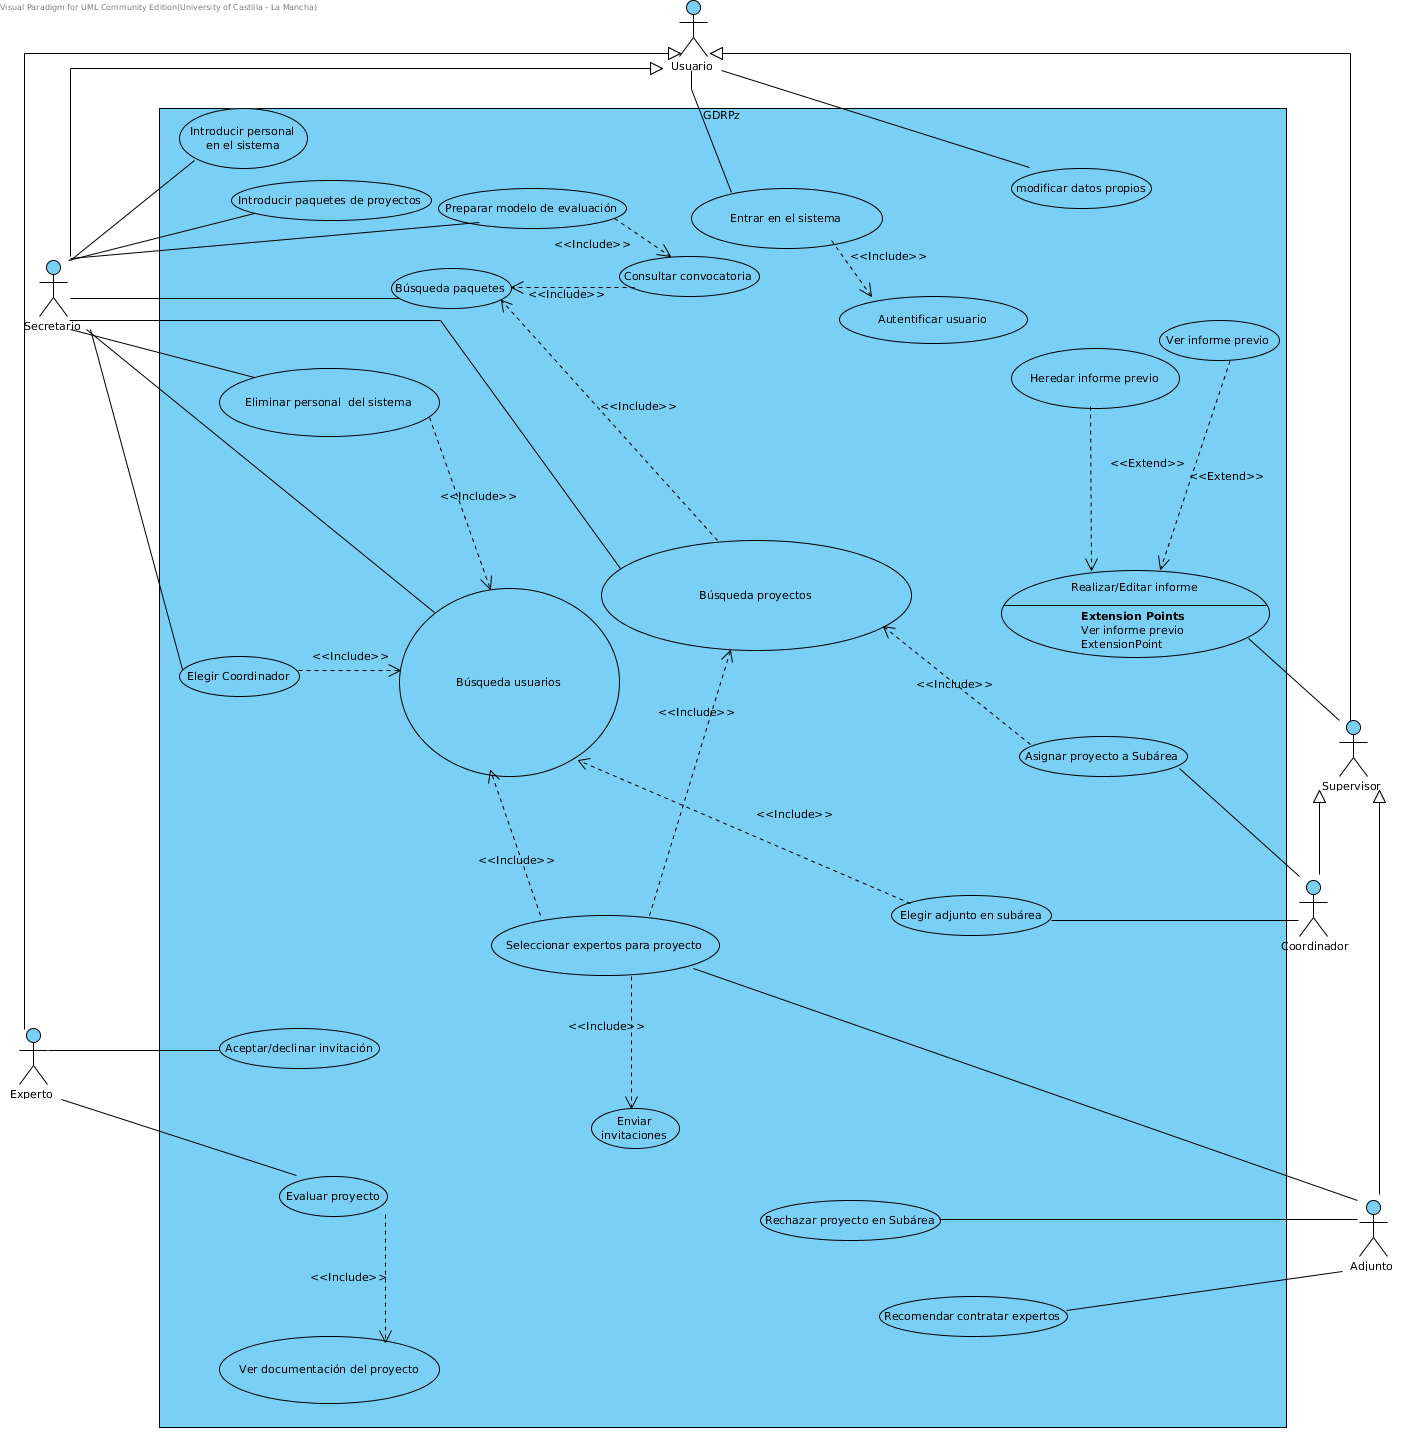 Visual Paradigm for UML Community Edition(University of Castilla - La Mancha)
Usuario
GDRPz
Introducir personal
en el sistema
modificar datos propios
Introducir paquetes de proyectos
Preparar modelo de evaluación
Entrar en el sistema
<<Include>>
<<Include>>
Consultar convocatoria
Búsqueda paquetes
<<Include>>
Secretario
Autentificar usuario
Ver informe previo
Heredar informe previo
Eliminar personal  del sistema
<<Include>>
<<Extend>>
<<Extend>>
<<Include>>
Realizar/Editar informe
Búsqueda proyectos
Extension Points
Ver informe previo
ExtensionPoint
<<Include>>
Elegir Coordinador
Búsqueda usuarios
<<Include>>
<<Include>>
Asignar proyecto a Subárea
Supervisor
<<Include>>
<<Include>>
Elegir adjunto en subárea
Seleccionar expertos para proyecto
Coordinador
<<Include>>
Aceptar/declinar invitación
Experto
Enviar
invitaciones
Evaluar proyecto
Rechazar proyecto en Subárea
Adjunto
<<Include>>
Recomendar contratar expertos
Ver documentación del proyecto